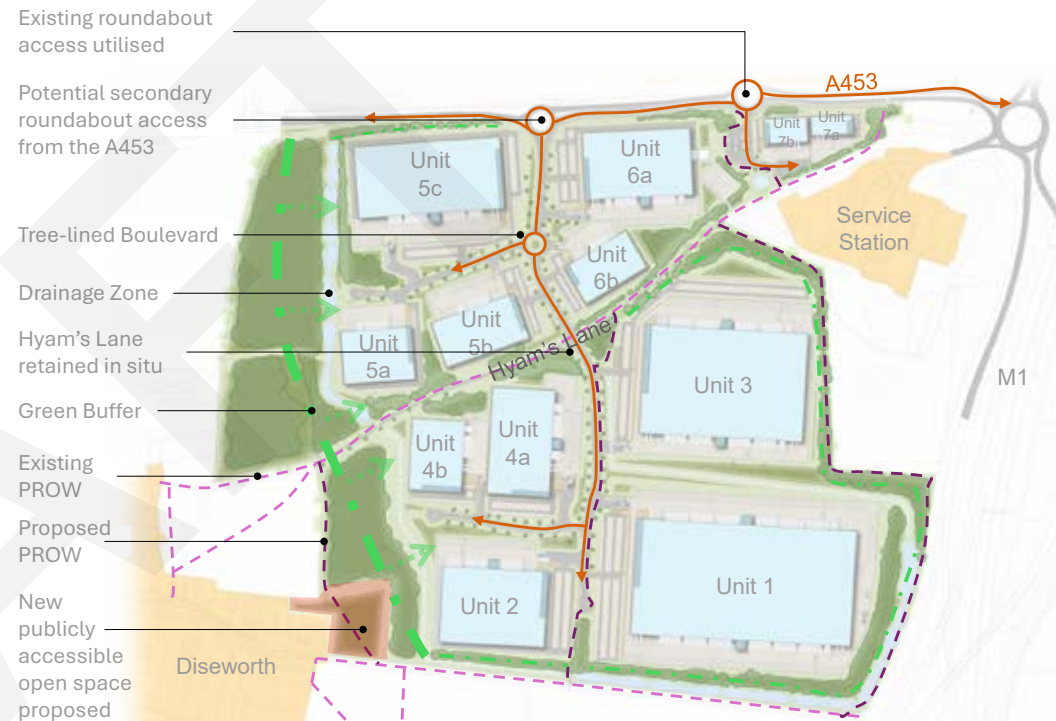 Existing roundabout
access utilised
Potential secondary
roundabout access
from the A453
Tree-lined Boulevard
Drainage Zone
Hyam's Lane
retained in situ
Green Buffer
Existing
PROW
Proposed
PROW
New
publicly
accessible
open space
proposed
A453
Unit
7b
Unit
7a
Unit
5c
Unit
6a
Service
Station
Unit
6b
Unit
5b
Unit
5a
Hyam's Lane
M1
Unit 3
Unit
4b
Unit
4a
Unit 1
Unit 2
Diseworth